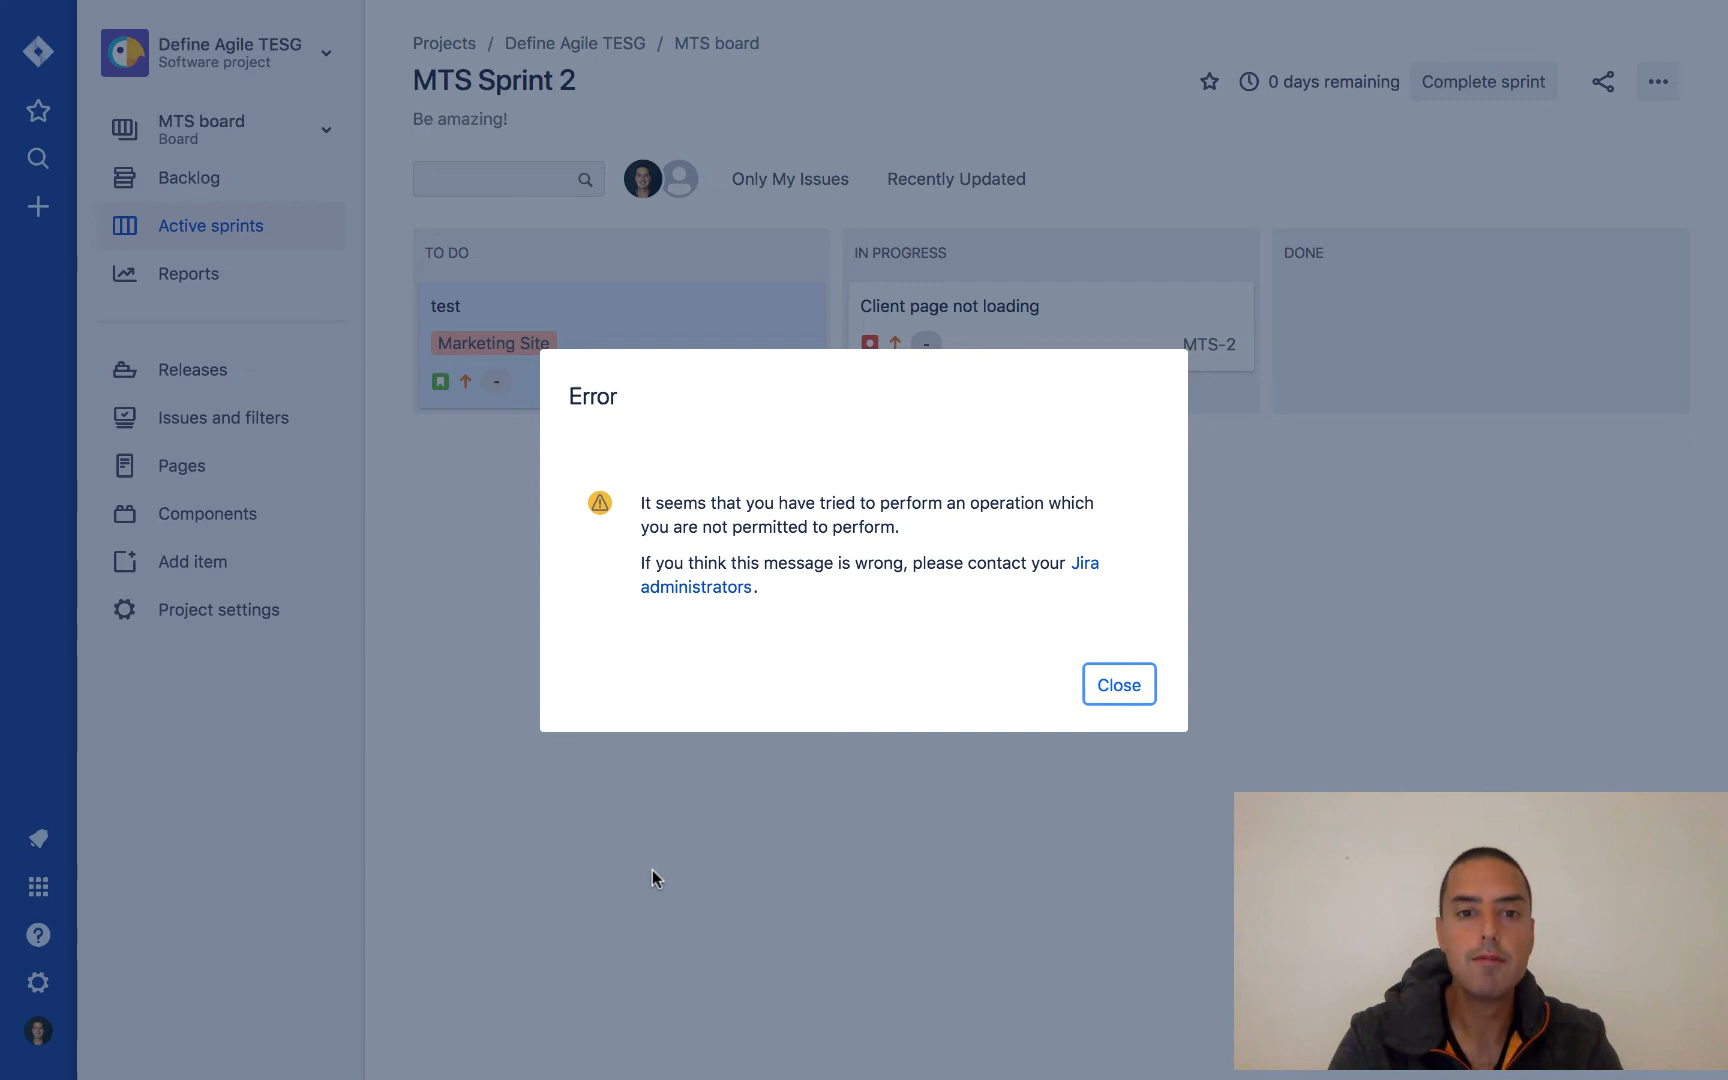 Define Agile TESG
Software project
MTS board
Board
Backlog
Active sprints
Reports
Releases
Issues and filters
Pages
Components
Add item
Project settings
Projects / Define Agile TESG / MTS board
MTS Sprint 2
0 days remaining
Complete sprint
Be amazing!
Only My Issues
Recently Updated
TO DO
test
Marketing Site
-
IN PROGRESS
Client page not loading
-
MTS-2
DONE
Error
It seems that you have tried to perform an operation which
you are not permitted to perform.
If you think this message is wrong, please contact your Jira
administrators.
Close